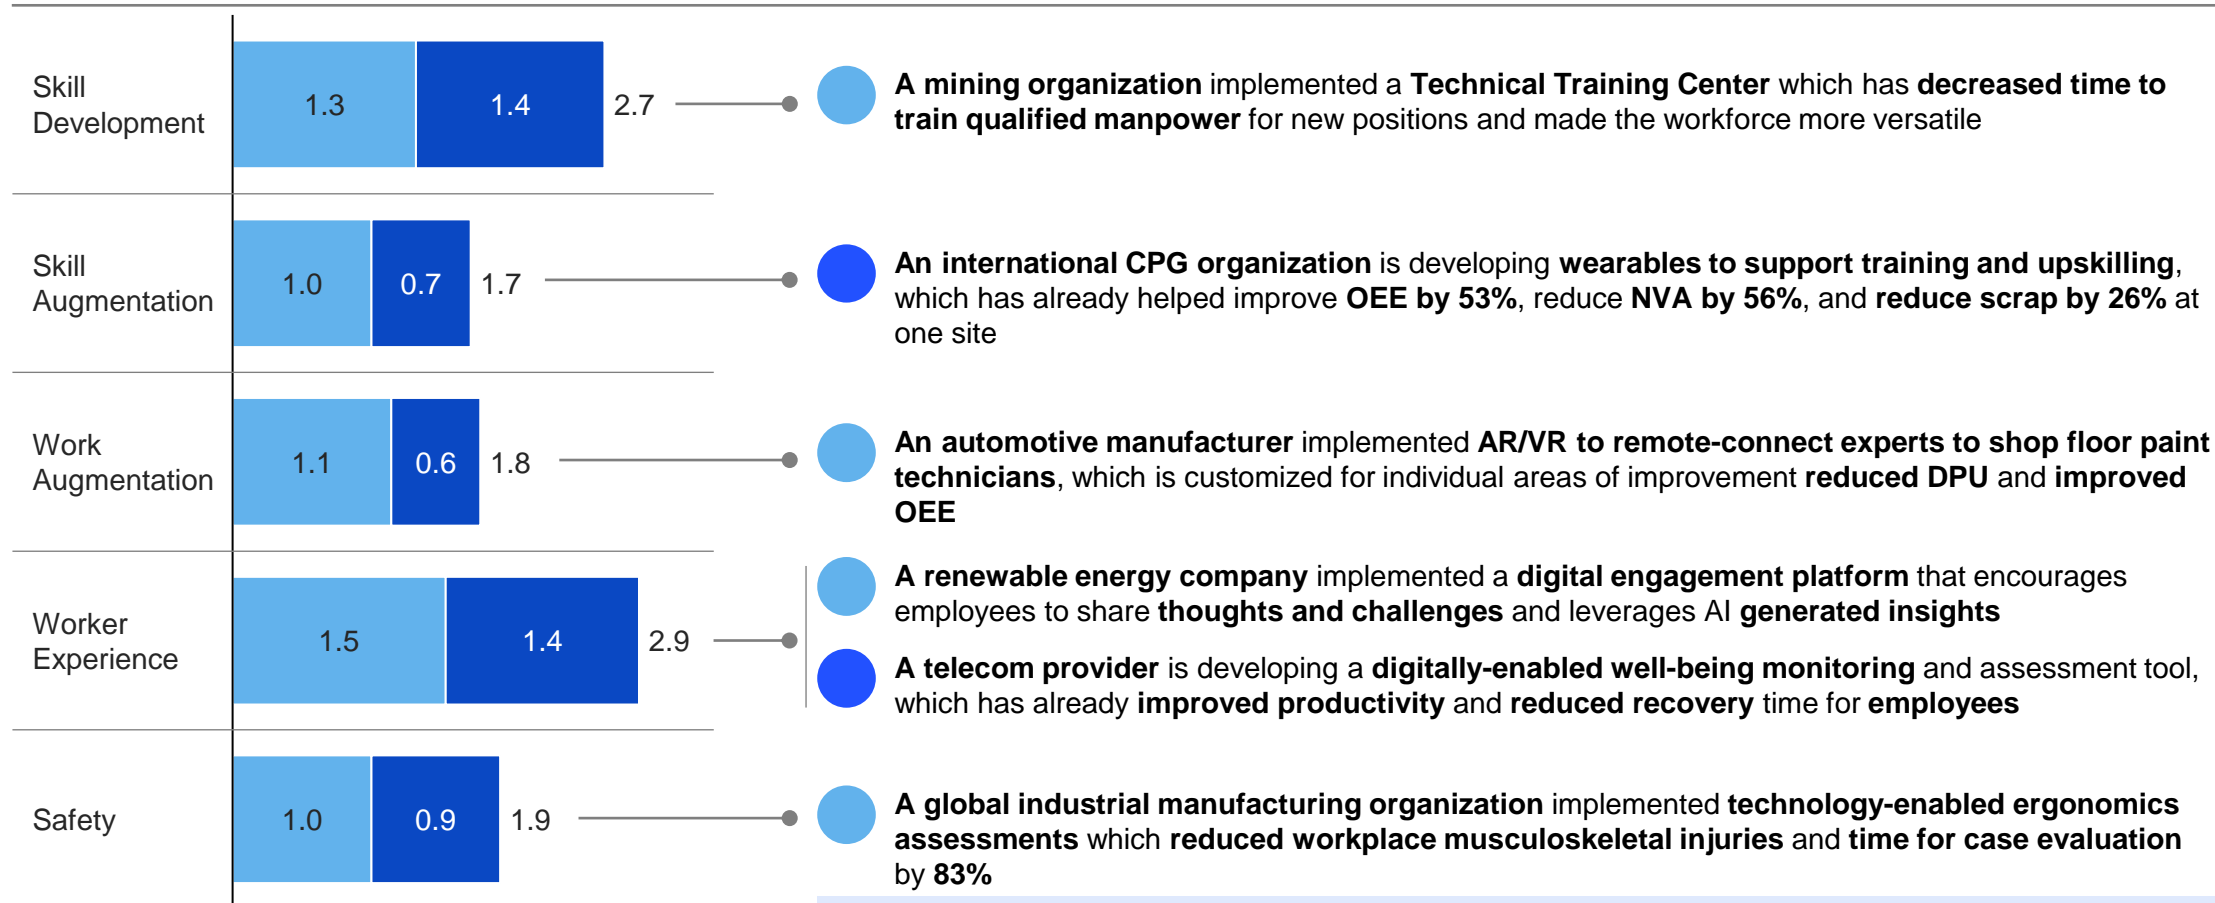 Skill
Development
1.3
1.4
2.7
A mining organization implemented a Technical Training Center which has decreased time to
train qualified manpower for new positions and made the workforce more versatile
Skill
Augmentation
1.0
0.7
1.7
An international CPG organization is developing wearables to support training and upskilling,
which has already helped improve OEE by 53%, reduce NVA by 56%, and reduce scrap by 26% at
one site
Work
Augmentation
1.1
0.6
1.8
An automotive manufacturer implemented AR/VR to remote-connect experts to shop floor paint
technicians, which is customized for individual areas of improvement reduced DPU and improved
OEE
Worker
Experience
1.5
1.4
2.9
A renewable energy company implemented a digital engagement platform that encourages
employees to share thoughts and challenges and leverages AI generated insights
A telecom provider is developing a digitally-enabled well-being monitoring and assessment tool,
which has already improved productivity and reduced recovery time for employees
Safety
1.0
0.9
1.9
A global industrial manufacturing organization implemented technology-enabled ergonomics
assessments which reduced workplace musculoskeletal injuries and time for case evaluation
by 83%